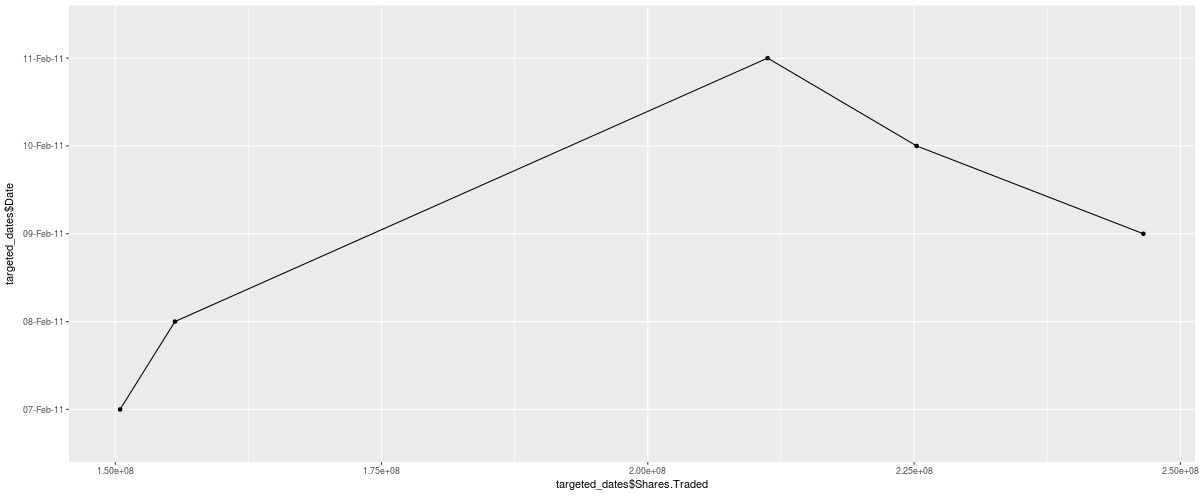 targeted_dates$Date
11-Feb-11
10-Feb-11
09-Feb-11
08-Feb-11
07-Feb-11
1.50e+08 1.75e+08 2.00e+08 2.25e+08 2.50e+08
targeted_dates$Shares.Traded